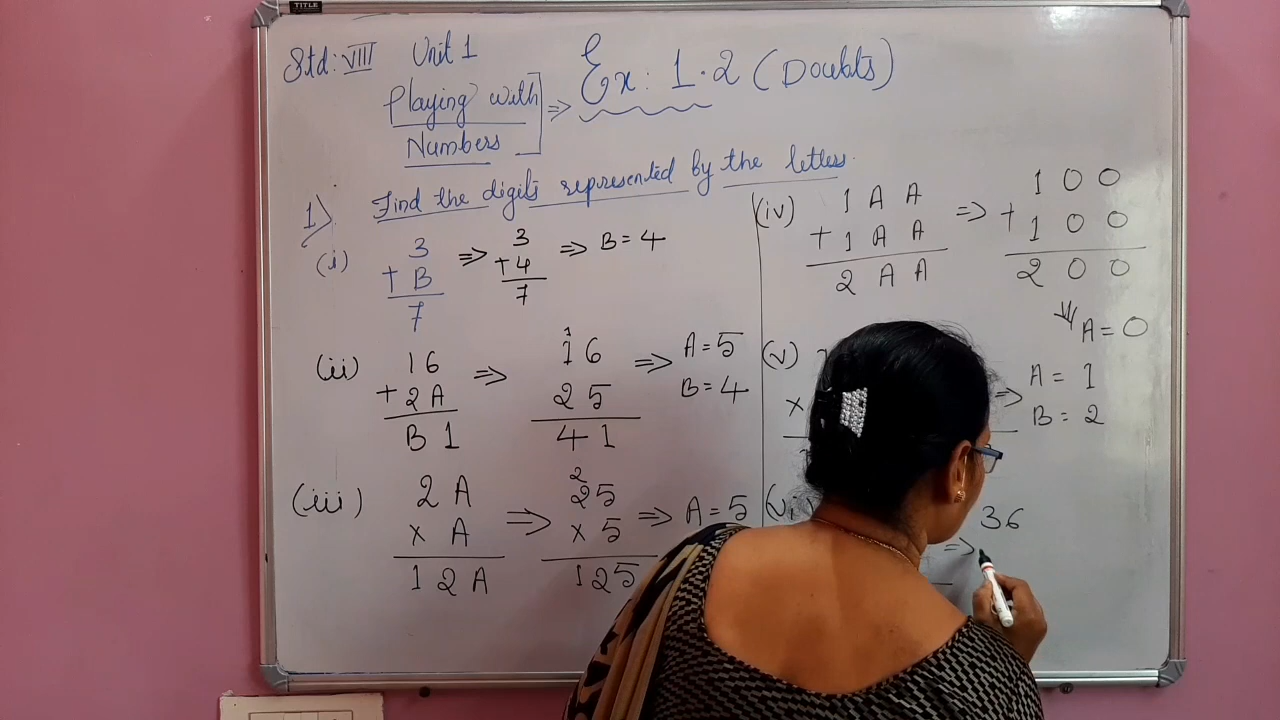 TITLE
Std: VIII Unit 1 Ex: 1.2 (Doubts)
Playing with ⇒
Numbers
1) Find the digits represented by the letters.
(i) 3 ⇒ 3 ⇒ B = 4
+ B + 4
7 7
(ii) 16 ⇒ 1
16 ⇒ A = 5
+ 2A 25 B = 4
B1 41
(iii) 2A ⇒ 2
25 ⇒ A = 5
× A × 5
12A 125
(iv) 1AA ⇒ 100
+ 1AA + 100
2AA 200
A = 0
(v) ⇒ A = 1
× B = 2
(vi) ⇒ 36